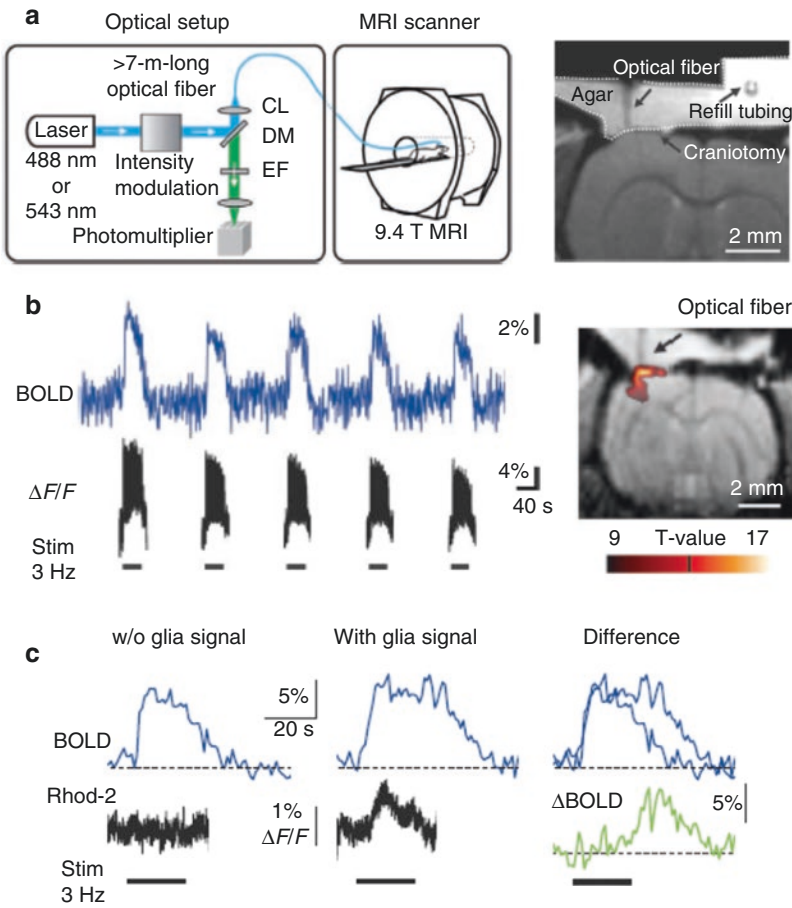 a
Optical setup
MRI scanner
>7-m-long
optical fiber
CL
Laser
DM
488 nm
or
543 nm
Intensity
modulation
EF
Photomultiplier
9.4 T MRI
Optical fiber
Agar
Refill tubing
Craniotomy
2 mm
b
BOLD
2%
ΔF/F
4%
40 s
Stim
3 Hz
Optical fiber
2 mm
9 T-value 17
c
w/o glia signal
With glia signal
Difference
BOLD
5%
20 s
Rhod-2
1%
ΔF/F
ΔBOLD
5%
Stim
3 Hz